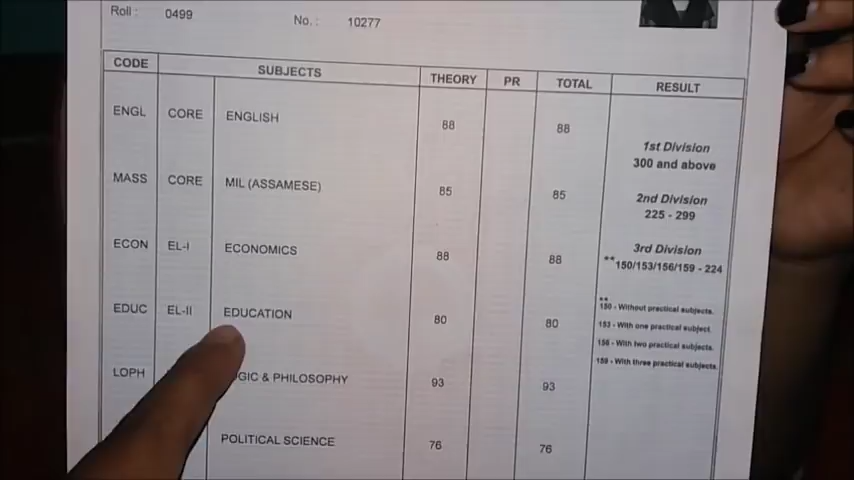 Roll : 0499 No. : 10277
CODE SUBJECTS THEORY PR TOTAL RESULT
ENGL CORE ENGLISH 88 88
1st Division
300 and above
MASS CORE MIL (ASSAMESE) 85 85
2nd Division
225 - 299
ECON EL-I ECONOMICS 88 88
3rd Division
**150/153/156/159 - 224
EDUC EL-II EDUCATION 80 80
**
150 - Without practical subjects.
153 - With one practical subject.
156 - With two practical subjects.
159 - With three practical subjects.
LOPH & PHILOSOPHY 93 93
POLITICAL SCIENCE 76 76